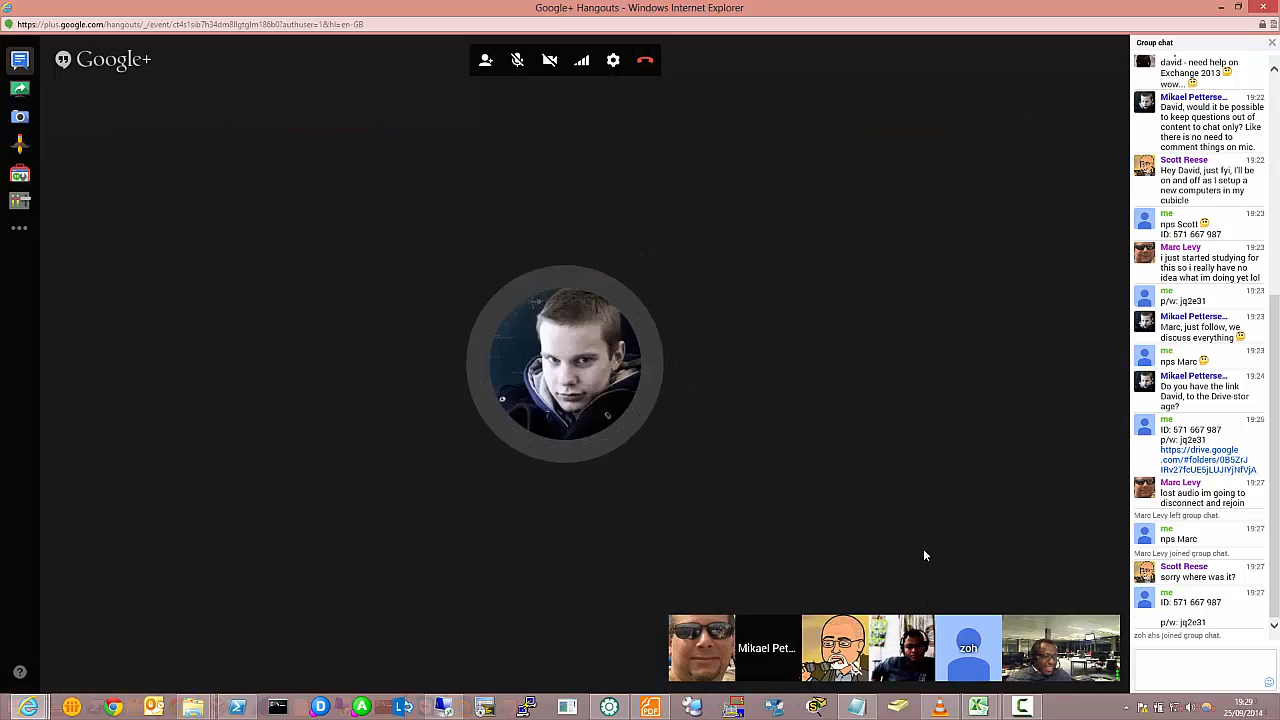 Google+ Hangouts - Windows Internet Explorer
https://plus.google.com/hangouts/_/event/ct4s1sib7h34dm8llgtglm186b0?authuser=1&hl=en-GB
Google+
Group chat
david - need help on
Exchange 2013
wow...
Mikael Petterse... 19:22
David, would it be possible
to keep questions out of
content to chat only? Like
there is no need to
comment things on mic.
Scott Reese 19:22
Hey David, just fyi, I'll be
on and off as I setup a
new computers in my
cubicle
me 19:23
nps Scott
ID: 571 667 987
Marc Levy 19:23
i just started studying for
this so i really have no
idea what im doing yet lol
me 19:23
p/w: jq2e31
Mikael Petterse... 19:23
Marc, just follow, we
discuss everything
me 19:24
nps Marc
Mikael Petterse... 19:24
Do you have the link
David, to the Drive-stor
age?
me 19:25
ID: 571 667 987
p/w: jq2e31
https://drive.google
.com/#folders/0B5ZrJ
IRv27fcUE5jLUJIYjNfVjA
Marc Levy 19:27
lost audio im going to
disconnect and rejoin
Marc Levy left group chat.
me 19:27
nps Marc
Marc Levy joined group chat.
Scott Reese 19:27
sorry where was it?
me 19:27
ID: 571 667 987
p/w: jq2e31
zoh ahs joined group chat.
Mikael Pet...
zoh
PDF
19:29
25/09/2014